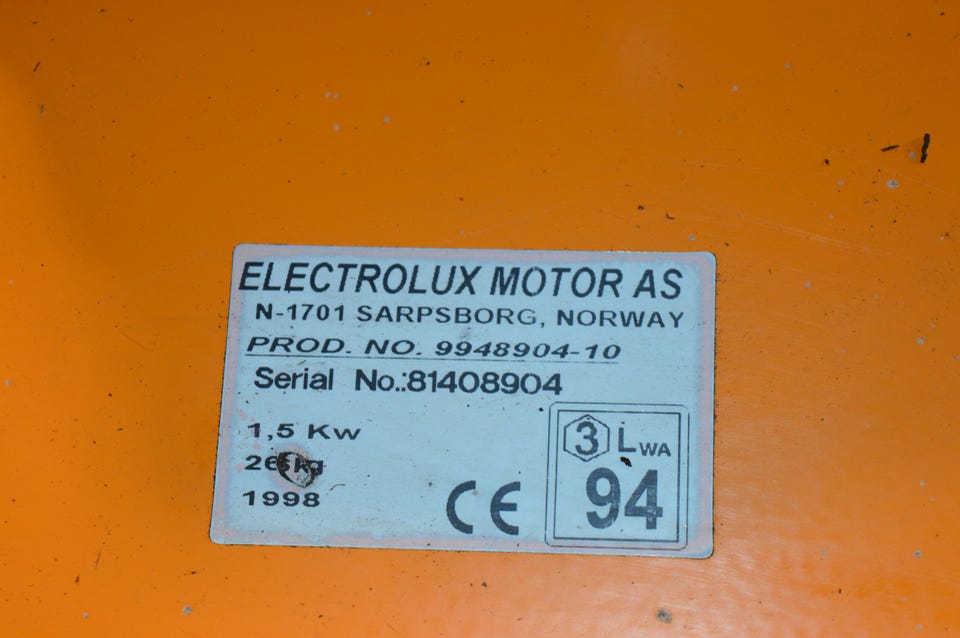 ELECTROLUX MOTOR AS
N-1701 SARPSBORG, NORWAY
PROD. NO. 9948904-10
Serial No.:81408904
1,5 Kw
kg
1998
CE
3 LWA
94